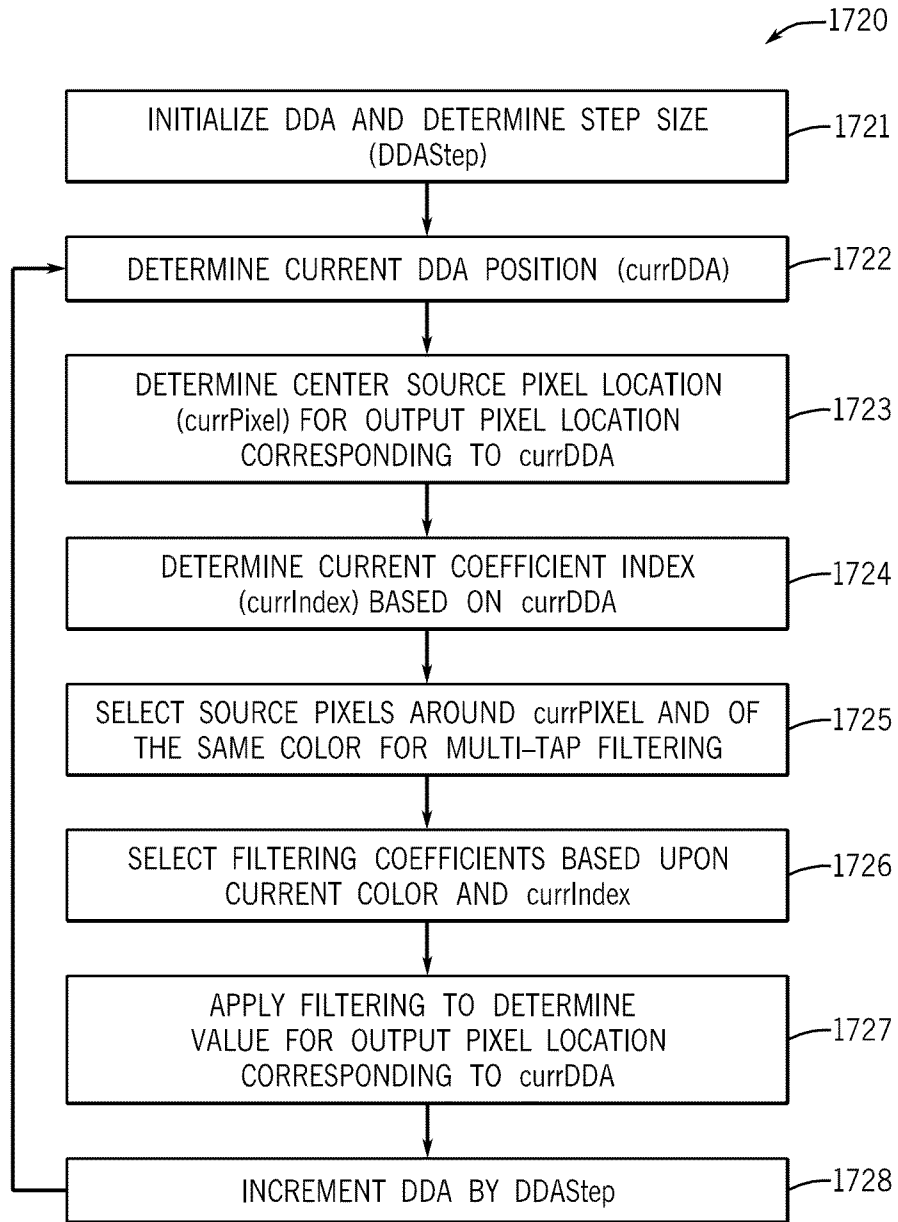 1720
INITIALIZE DDA AND DETERMINE STEP SIZE
(DDAStep)
1721
DETERMINE CURRENT DDA POSITION (currDDA)
1722
DETERMINE CENTER SOURCE PIXEL LOCATION
(currPixel) FOR OUTPUT PIXEL LOCATION
CORRESPONDING TO currDDA
1723
DETERMINE CURRENT COEFFICIENT INDEX
(currIndex) BASED ON currDDA
1724
SELECT SOURCE PIXELS AROUND currPIXEL AND OF
THE SAME COLOR FOR MULTI–TAP FILTERING
1725
SELECT FILTERING COEFFICIENTS BASED UPON
CURRENT COLOR AND currIndex
1726
APPLY FILTERING TO DETERMINE
VALUE FOR OUTPUT PIXEL LOCATION
CORRESPONDING TO currDDA
1727
INCREMENT DDA BY DDAStep
1728